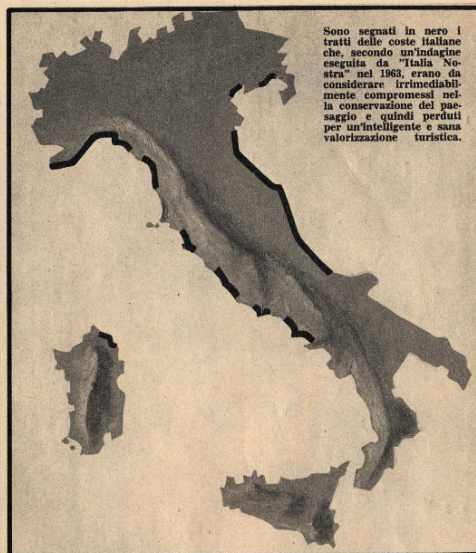 Sono segnati in nero i
tratti delle coste italiane
che, secondo un'indagine
eseguita da "Italia No-
stra" nel 1963, erano da
considerare irrimediabil-
mente compromessi nel-
la conservazione del pae-
saggio e quindi perduti
per un'intelligente e sana
valorizzazione turistica.